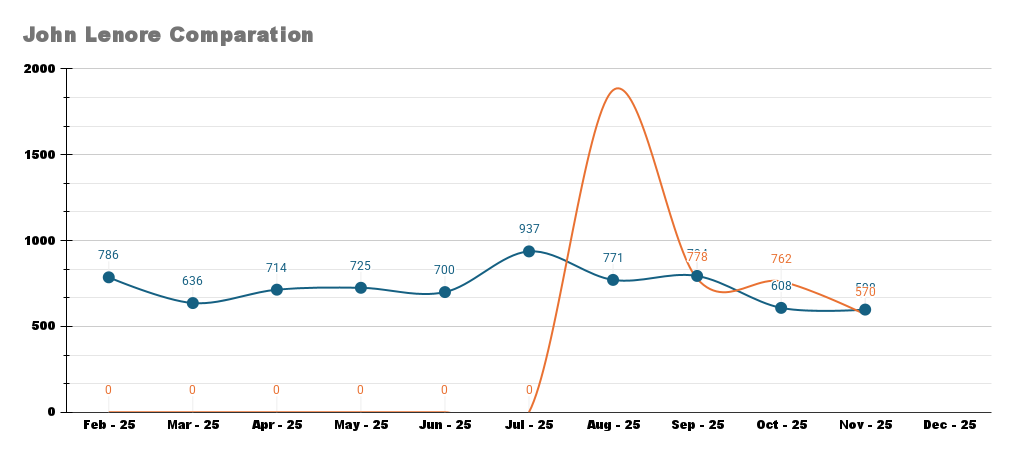 John Lenore Comparation
2000
1500
1000
500
0
786
636
714
725
700
937
771
778
762
608
570
0
0
0
0
0
0
Feb - 25
Mar - 25
Apr - 25
May - 25
Jun - 25
Jul - 25
Aug - 25
Sep - 25
Oct - 25
Nov - 25
Dec - 25